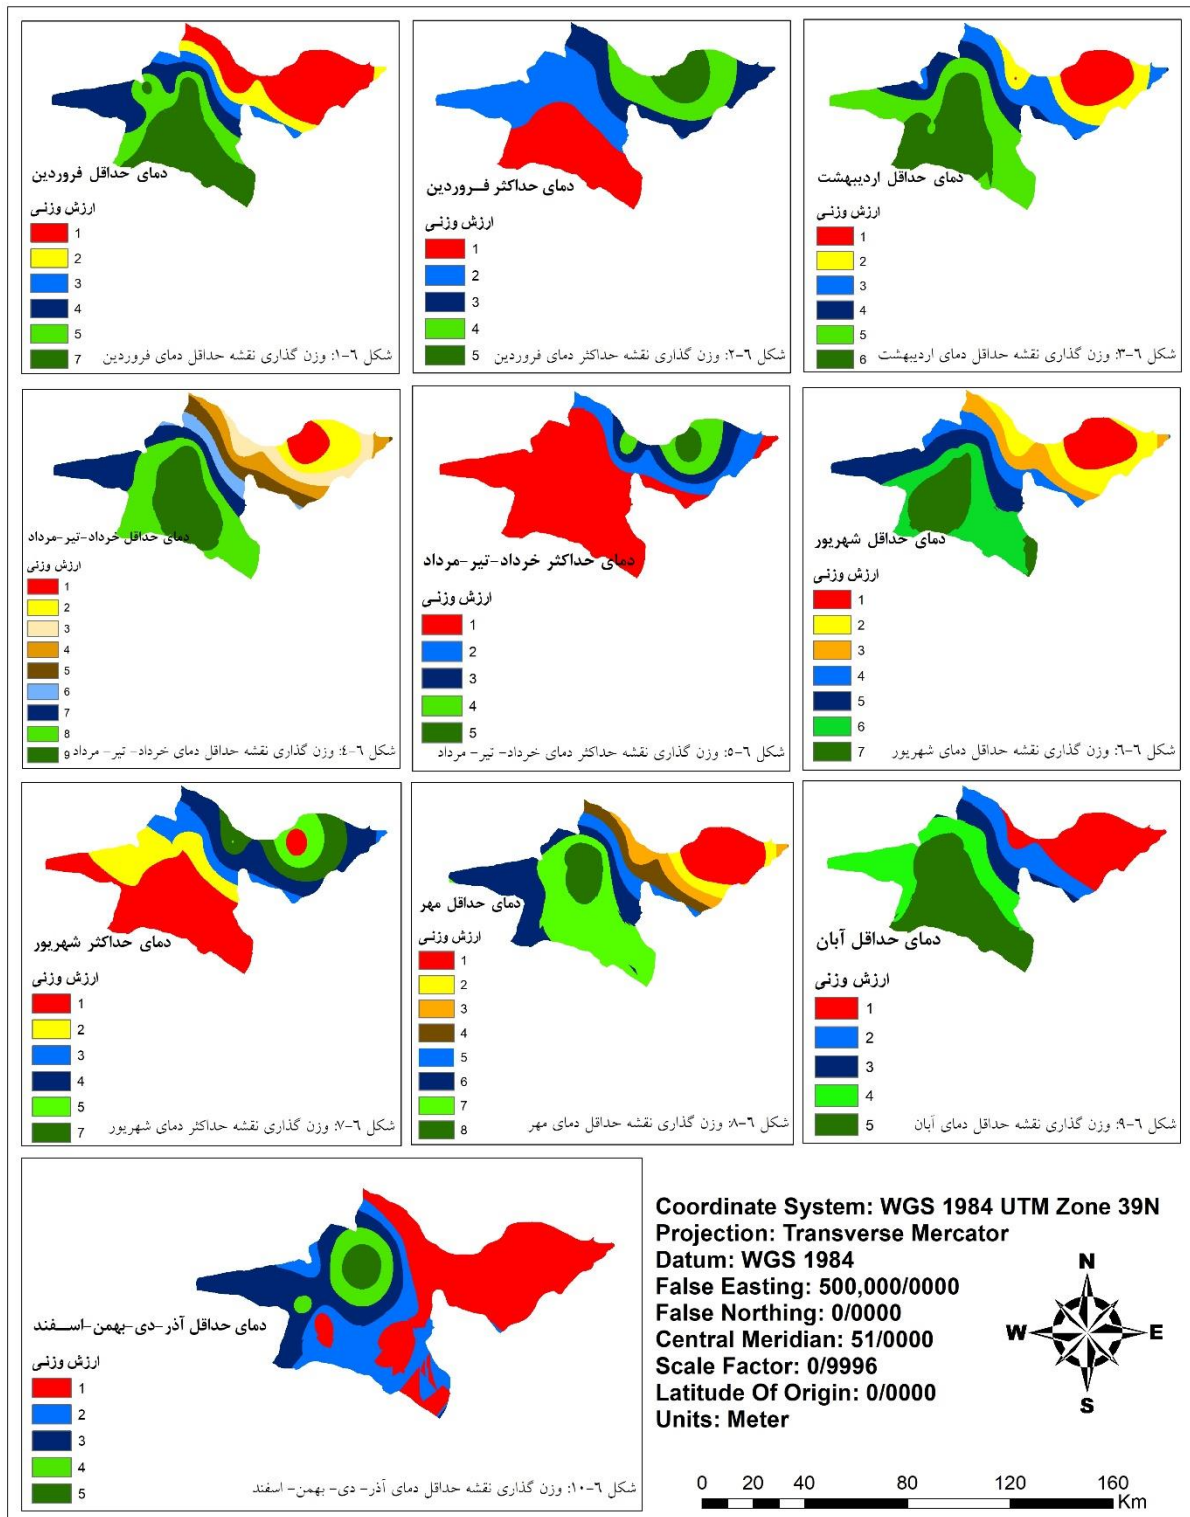 دمای حداقل فروردین
ارزش وزنی
1
2
3
4
5
7
شکل ٦-١: وزن گذاری نقشه حداقل دمای فروردین
دمای حداکثر فـــروردین
ارزش وزنی
1
2
3
4
5
شکل ٦-٢: وزن گذاری نقشه حداکثر دمای فروردین
دمای حداقل اردیبهشت
ارزش وزنی
1
2
3
4
5
6
شکل ٦-٣: وزن گذاری نقشه حداقل دمای اردیبهشت
دمای حداقل خرداد-تیر-مرداد
ارزش وزنی
1
2
3
4
5
6
7
8
9
شکل ٦-٤: وزن گذاری نقشه حداقل دمای خرداد- تیر- مرداد
دمای حداکثر خرداد-تیر-مرداد
ارزش وزنی
1
2
3
4
5
شکل ٦-٥: وزن گذاری نقشه حداکثر دمای خرداد- تیر- مرداد
دمای حداقل شهریور
ارزش وزنی
1
2
3
4
5
6
7
شکل ٦-٦: وزن گذاری نقشه حداقل دمای شهریور
دمای حداکثر شهریور
ارزش وزنی
1
2
3
4
5
7
شکل ٦-٧: وزن گذاری نقشه حداکثر دمای شهریور
دمای حداقل مهر
ارزش وزنی
1
2
3
4
5
6
7
8
شکل ٦-٨: وزن گذاری نقشه حداقل دمای مهر
دمای حداقل آبان
ارزش وزنی
1
2
3
4
5
شکل ٦-٩: وزن گذاری نقشه حداقل دمای آبان
دمای حداقل آذر-دی-بهمن-اســفند
ارزش وزنی
1
2
3
4
5
شکل ٦-١٠: وزن گذاری نقشه حداقل دمای آذر- دی- بهمن- اسفند
Coordinate System: WGS 1984 UTM Zone 39N
Projection: Transverse Mercator
Datum: WGS 1984
False Easting: 500,000/0000
False Northing: 0/0000
Central Meridian: 51/0000
Scale Factor: 0/9996
Latitude Of Origin: 0/0000
Units: Meter
N
W E
S
0 40 80 120 160
Km